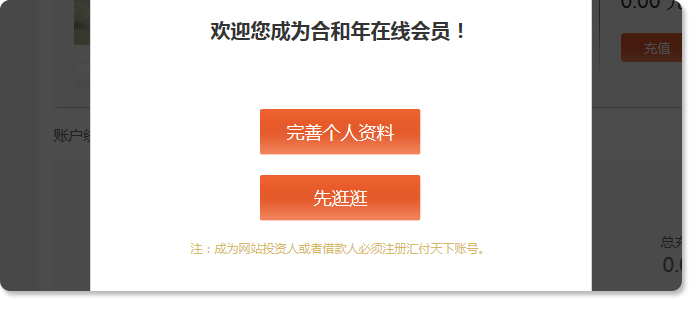 0.00 元
欢迎您成为合和年在线会员！
充值
完善个人资料
账户
先逛逛
总
注：成为网站投资人或者借款人必须注册汇付天下账号。